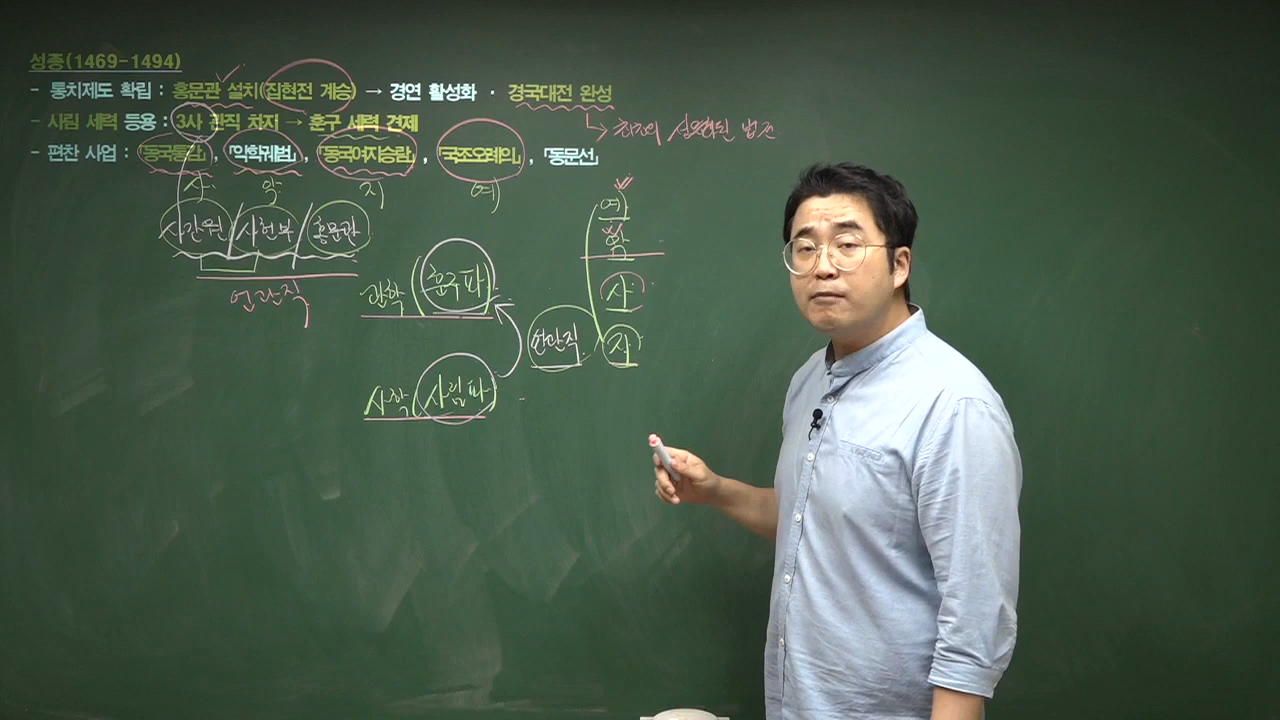 성종(1469-1494)
- 통치제도 확립 : 홍문관 설치(집현전 계승) → 경연 활성화 · 경국대전 완성
- 사림 세력 등용 : 3사 관직 차지 → 훈구 세력 견제
→ 최초의 성문화된 법전
- 편찬 사업 : 「동국통감」, 「악학궤범」, 「동국여지승람」, 「국조오례의」, 「동문선」
사 악 지 예
사간원 / 사헌부 / 홍문관
언관직
관학 (훈구파)
사학 (사림파)
언관직
예
악
사
지